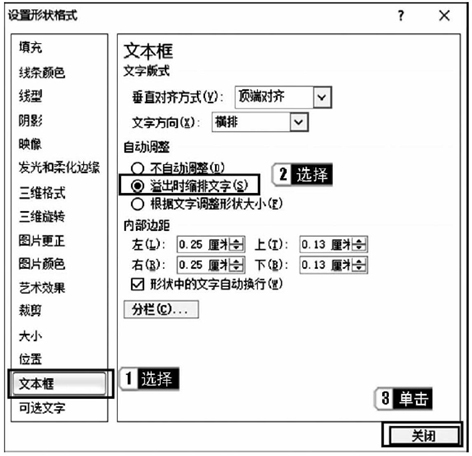 设置形状格式 ?
填充
线条颜色
线型
阴影
映像
发光和柔化边缘
三维格式
三维旋转
图片更正
图片颜色
艺术效果
裁剪
大小
位置
文本框
可选文字
1 选择
文本框
文字版式
垂直对齐方式(V): 顶端对齐
文字方向(X): 横排
自动调整
不自动调整(D)
溢出时缩排文字(S)
2 选择
根据文字调整形状大小(F)
内部边距
左(L): 0.25 厘米 上(T): 0.13 厘米
右(R): 0.25 厘米 下(B): 0.13 厘米
形状中的文字自动换行(W)
分栏(C)...
3 单击
关闭